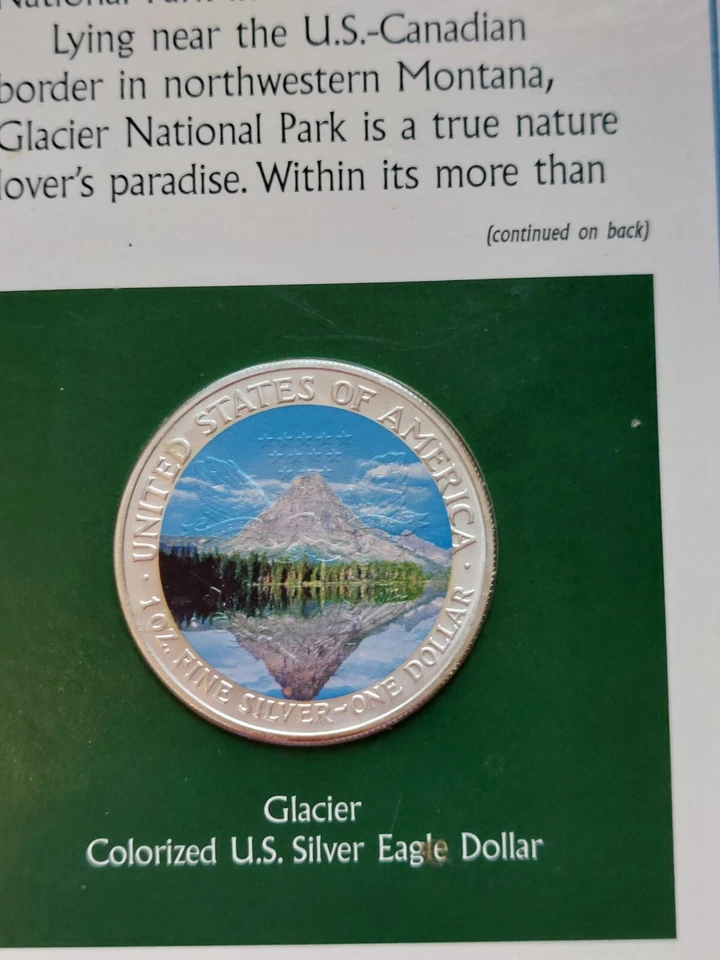 National Park
Lying near the U.S.-Canadian
border in northwestern Montana,
Glacier National Park is a true nature
lover's paradise. Within its more than
(continued on back)
UNITED STATES OF AMERICA
· 1 OZ. FINE SILVER~ONE DOLLAR ·
Glacier
Colorized U.S. Silver Eagle Dollar